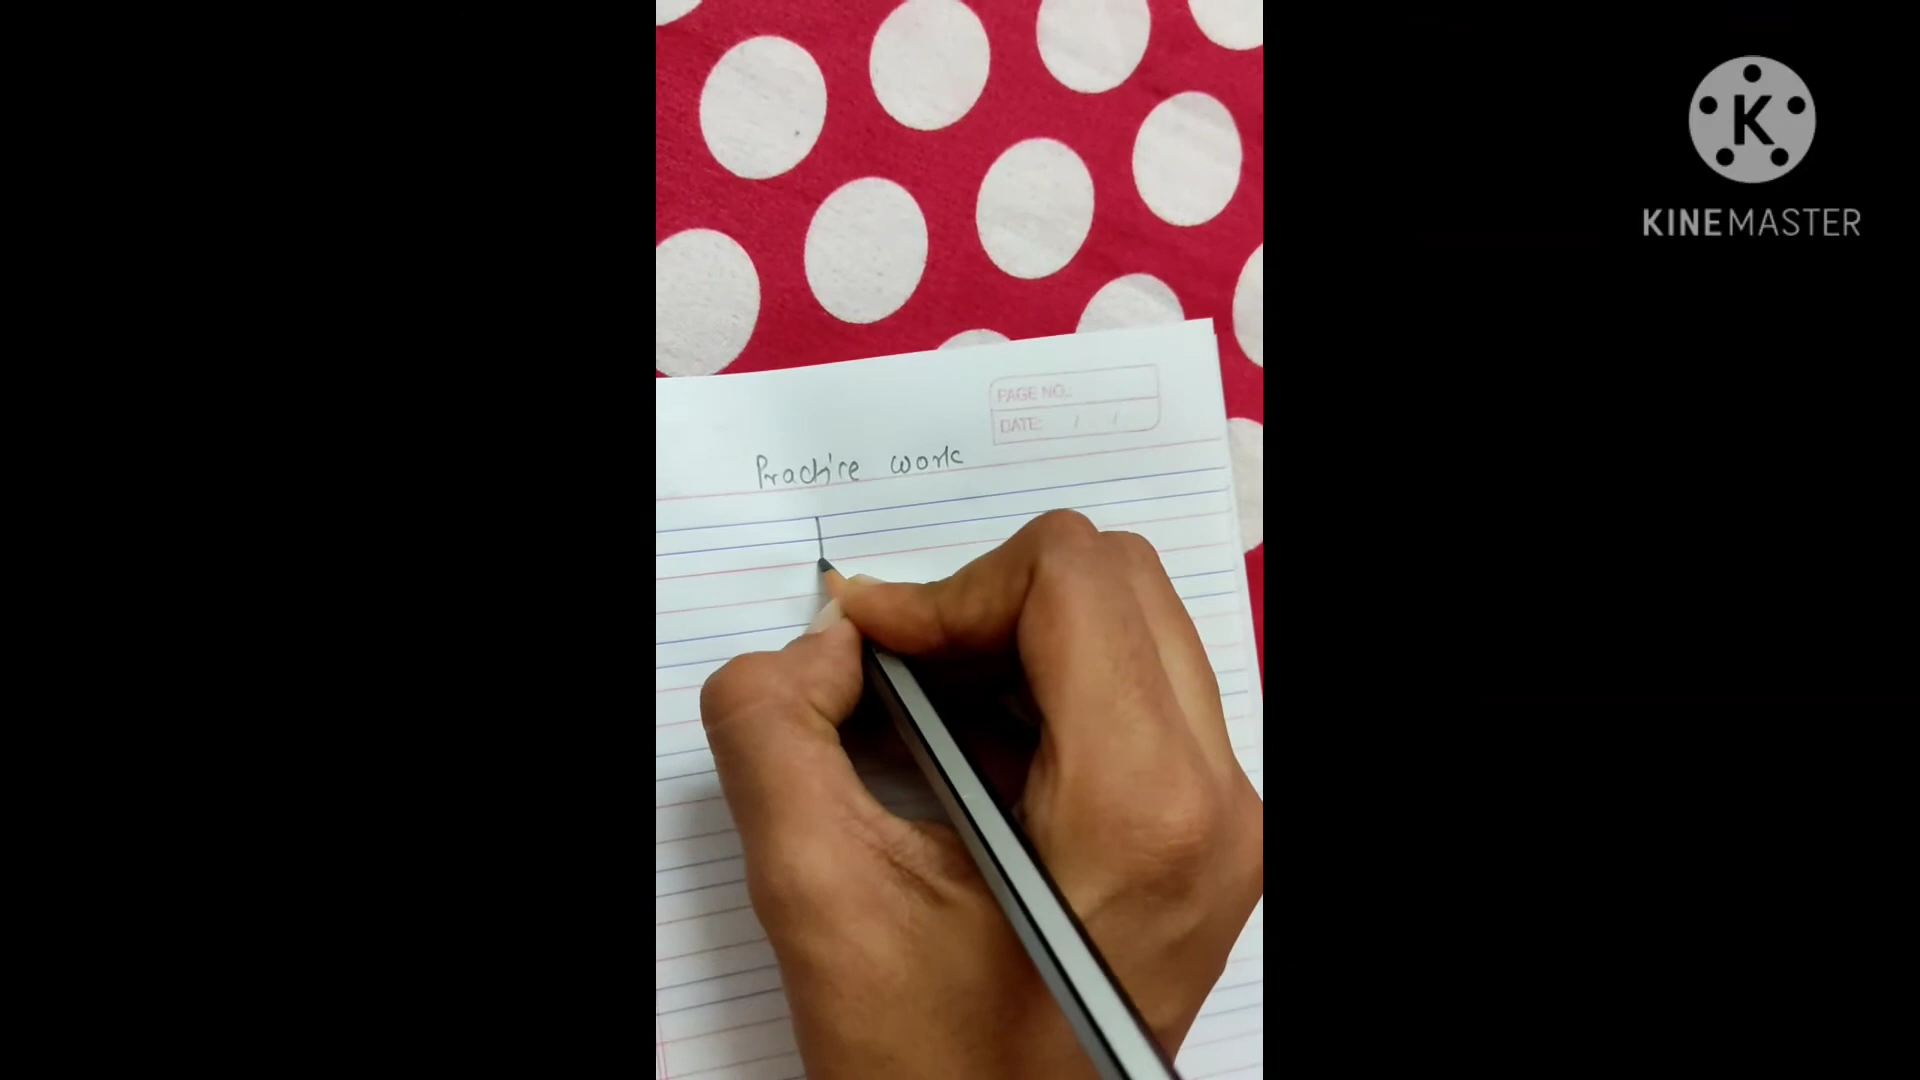 K
KINEMASTER
PAGE NO.:
DATE: / /
Practice work